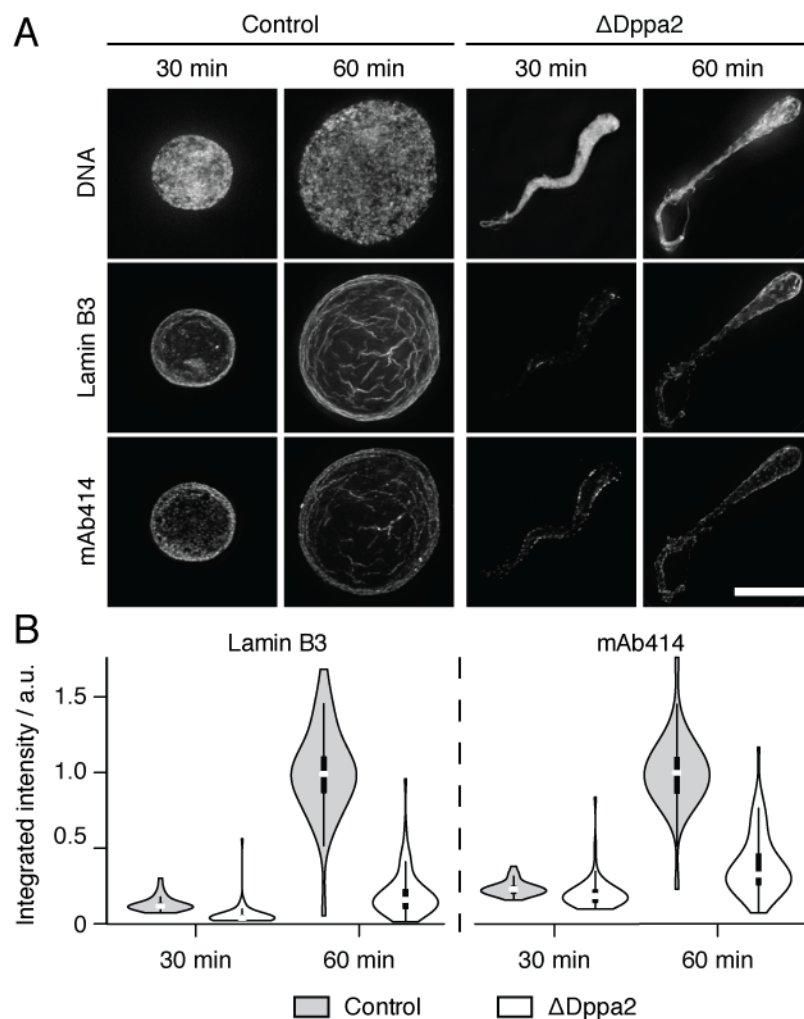 A
Control
ΔDppa2
30 min
60 min
30 min
60 min
DNA
Lamin B3
mAb414
B
Lamin B3
mAb414
Integrated intensity / a.u.
1.5
1.0
0.5
0
30 min
60 min
30 min
60 min
Control
ΔDppa2